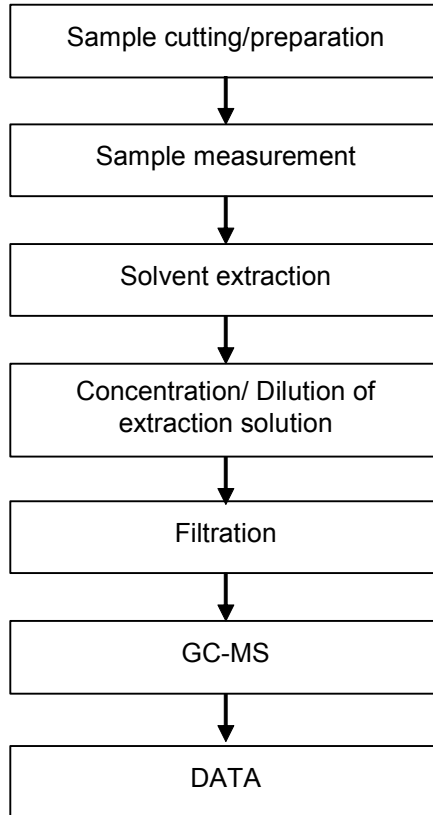 Sample cutting/preparation
Sample measurement
Solvent extraction
Concentration/ Dilution of
extraction solution
Filtration
GC-MS
DATA